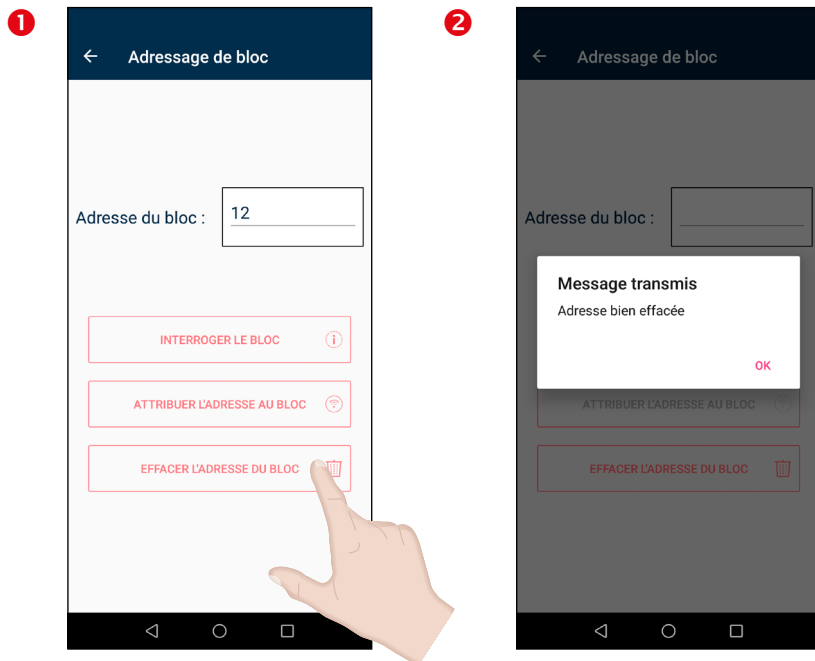 1
Adressage de bloc
Adresse du bloc : 12
INTERROGER LE BLOC
ATTRIBUER L'ADRESSE AU BLOC
EFFACER L'ADRESSE DU BLOC
2
Adressage de bloc
Adresse du bloc :
Message transmis
Adresse bien effacée
OK
ATTRIBUER L'ADRESSE AU BLOC
EFFACER L'ADRESSE DU BLOC